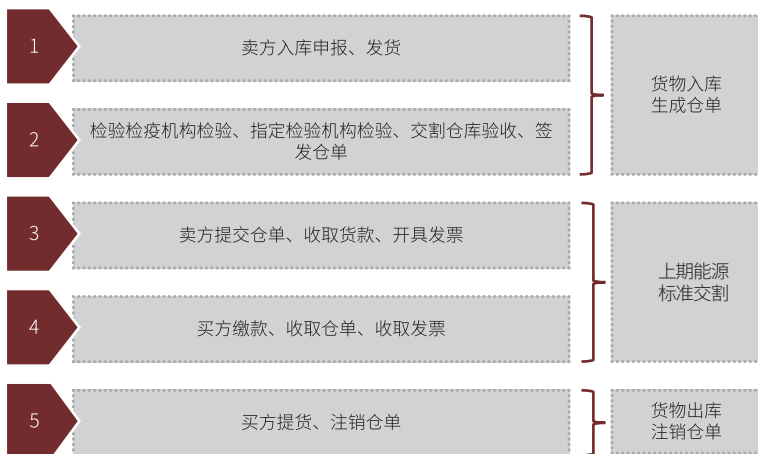 1
卖方入库申报、发货
2
检验检疫机构检验、指定检验机构检验、交割仓库验收、签
发仓单
货物入库
生成仓单
3
卖方提交仓单、收取货款、开具发票
4
买方缴款、收取仓单、收取发票
上期能源
标准交割
5
买方提货、注销仓单
货物出库
注销仓单